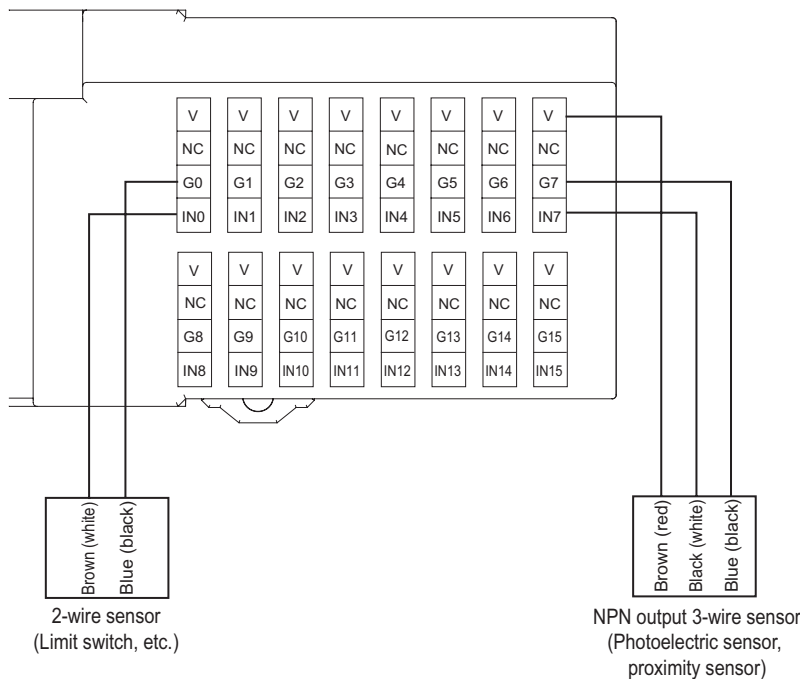 V V V V V V V V
NC NC NC NC NC NC NC NC
G0 G1 G2 G3 G4 G5 G6 G7
IN0 IN1 IN2 IN3 IN4 IN5 IN6 IN7
V V V V V V V V
NC NC NC NC NC NC NC NC
G8 G9 G10 G11 G12 G13 G14 G15
IN8 IN9 IN10 IN11 IN12 IN13 IN14 IN15
Brown (white)
Blue (black)
2-wire sensor
(Limit switch, etc.)
Brown (red)
Black (white)
Blue (black)
NPN output 3-wire sensor
(Photoelectric sensor,
proximity sensor)